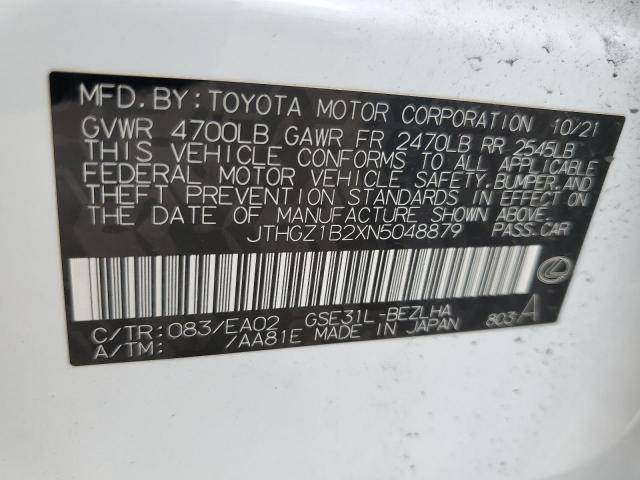 MFD. BY: TOYOTA MOTOR CORPORATION 10/21
GVWR 4700LB GAWR FR 2470LB RR 2545LB
THIS VEHICLE CONFORMS TO ALL APPLICABLE
FEDERAL MOTOR VEHICLE SAFETY, BUMPER, AND
THEFT PREVENTION STANDARDS IN EFFECT ON
THE DATE OF MANUFACTURE SHOWN ABOVE.
JTHGZ1B2XN5048879 PASS. CAR
C/TR: 083/EA02 GSE31L-BEZLHA
A/TM: /AA81E MADE IN JAPAN 803-A